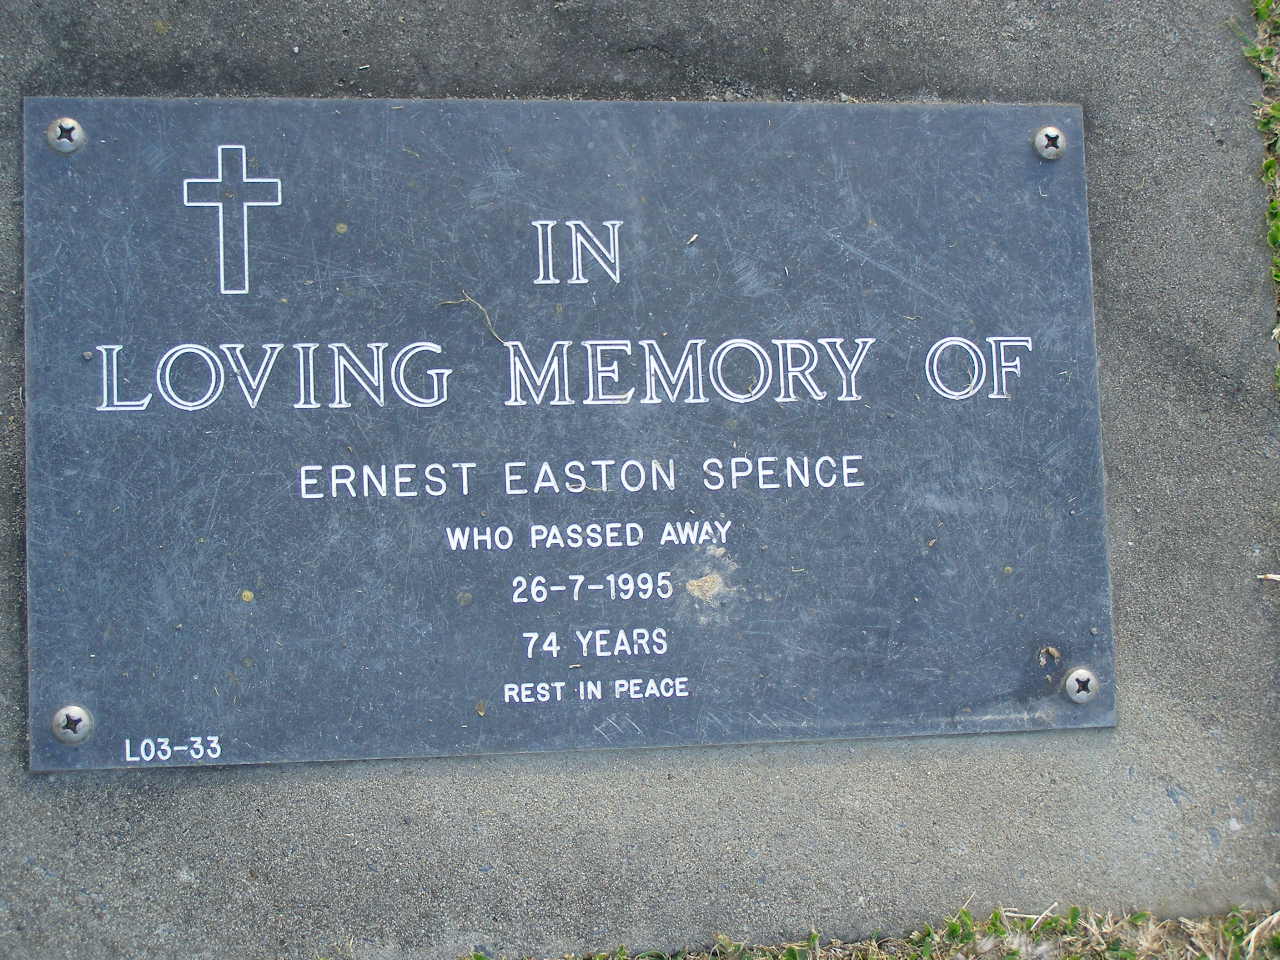 IN
LOVING MEMORY OF
ERNEST EASTON SPENCE
WHO PASSED AWAY
26-7-1995
74 YEARS
REST IN PEACE
L03-33